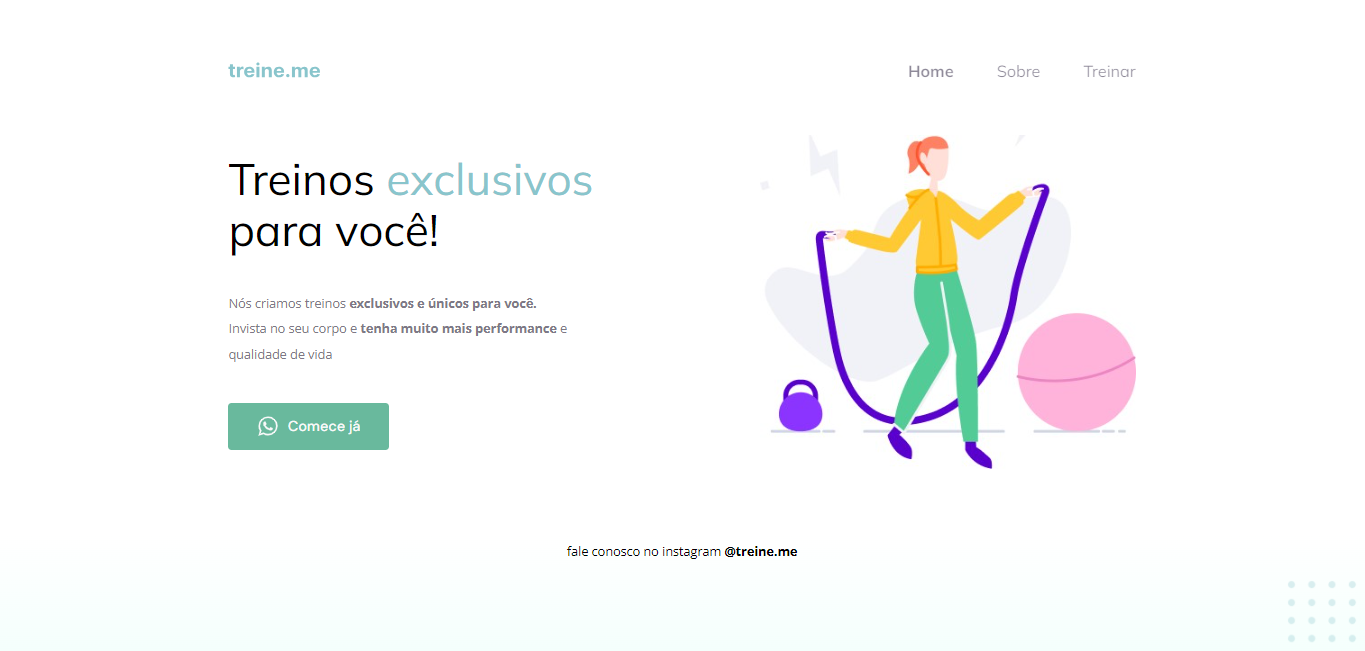 treine.me
Home Sobre Treinar
Treinos exclusivos
para você!
Nós criamos treinos exclusivos e únicos para você.
Invista no seu corpo e tenha muito mais performance e
qualidade de vida
Comece já
fale conosco no instagram @treine.me